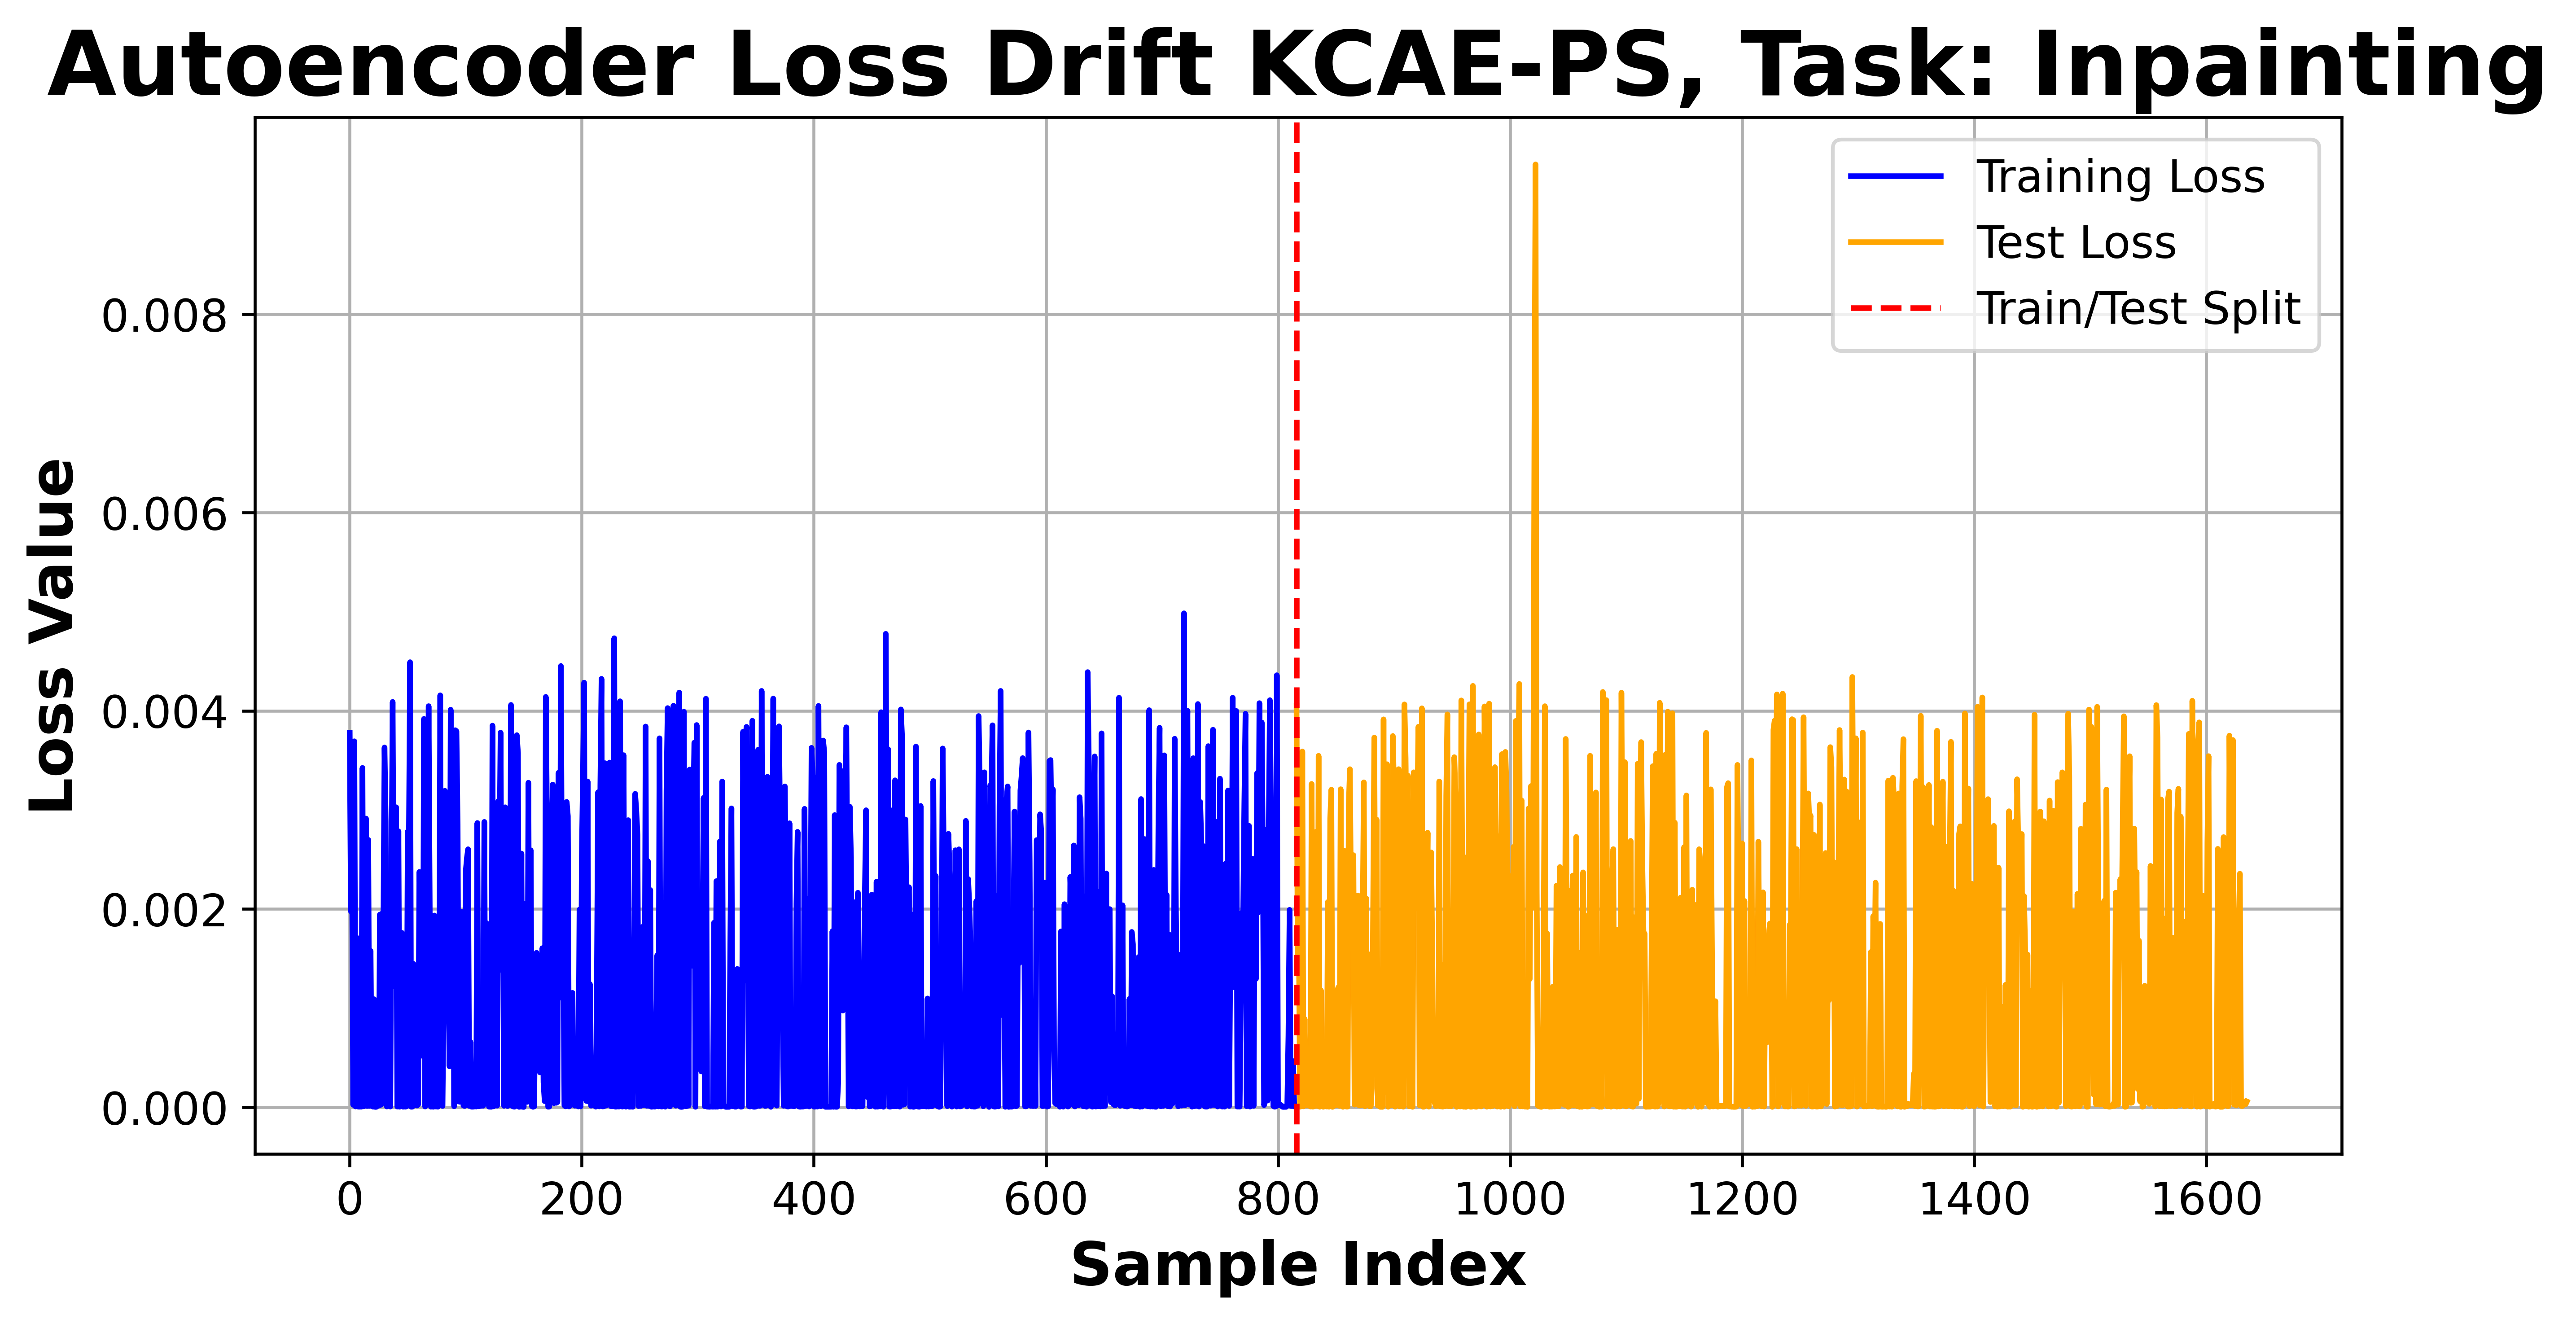 Autoencoder Loss Drift KCAE-PS, Task: Inpainting
Training Loss
Test Loss
Train/Test Split
Loss Value
0.008
0.006
0.004
0.002
0.000
0 200 400 600 800 1000 1200 1400 1600
Sample Index